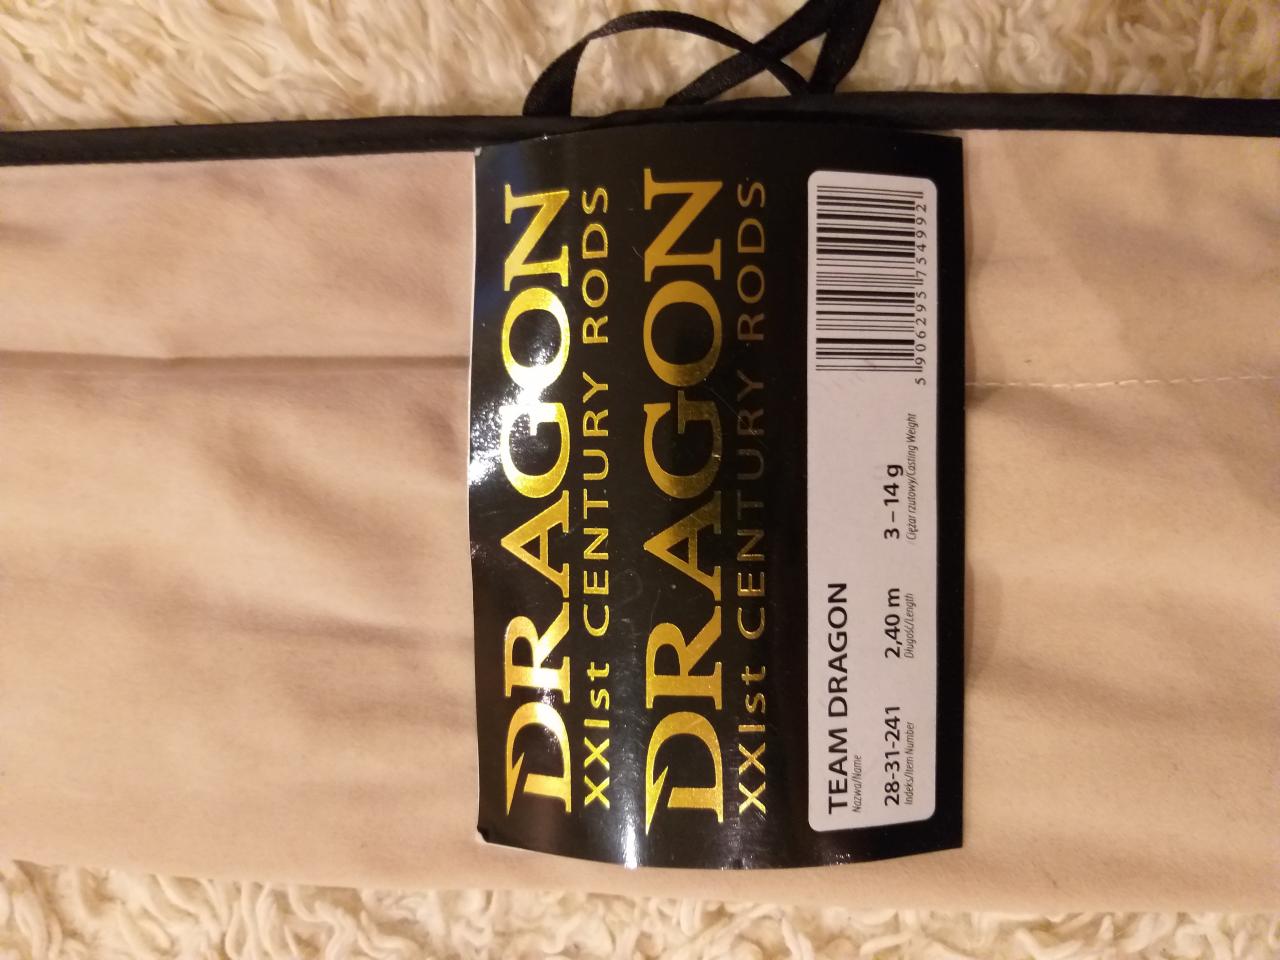 DRAGON
XXIst CENTURY RODS
DRAGON
XXIst CENTURY RODS
TEAM DRAGON
Nazwa/Name
28-31-241 2,40 m 3 – 14 g
Indeks/Item Number Długość/Length Ciężar rzutowy/Casting Weight
5 906295 754992